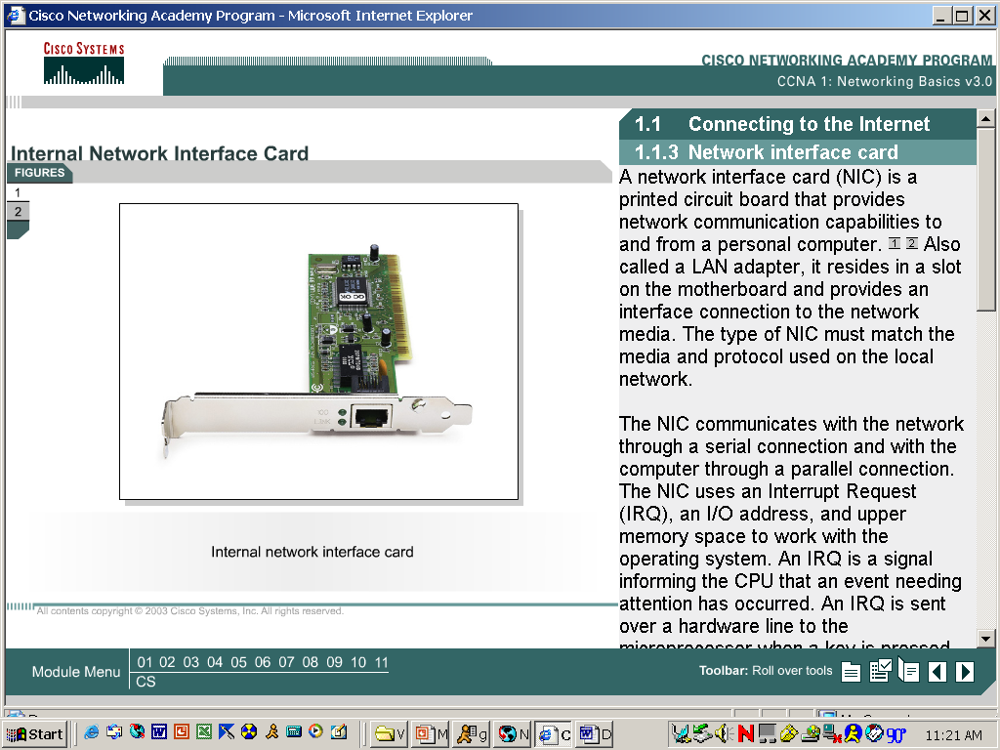 Cisco Networking Academy Program - Microsoft Internet Explorer
CISCO SYSTEMS
CISCO NETWORKING ACADEMY PROGRAM
CCNA 1: Networking Basics v3.0
Internal Network Interface Card
FIGURES
1
2
QC OK
Internal network interface card
All contents copyright © 2003 Cisco Systems, Inc. All rights reserved.
1.1 Connecting to the Internet
1.1.3 Network interface card
A network interface card (NIC) is a
printed circuit board that provides
network communication capabilities to
and from a personal computer. 1 2 Also
called a LAN adapter, it resides in a slot
on the motherboard and provides an
interface connection to the network
media. The type of NIC must match the
media and protocol used on the local
network.
The NIC communicates with the network
through a serial connection and with the
computer through a parallel connection.
The NIC uses an Interrupt Request
(IRQ), an I/O address, and upper
memory space to work with the
operating system. An IRQ is a signal
informing the CPU that an event needing
attention has occurred. An IRQ is sent
over a hardware line to the
microprocessor when a key is pressed
Module Menu
01 02 03 04 05 06 07 08 09 10 11
CS
Toolbar: Roll over tools
Start
V
M
g
N
C
D
90°
11:21 AM